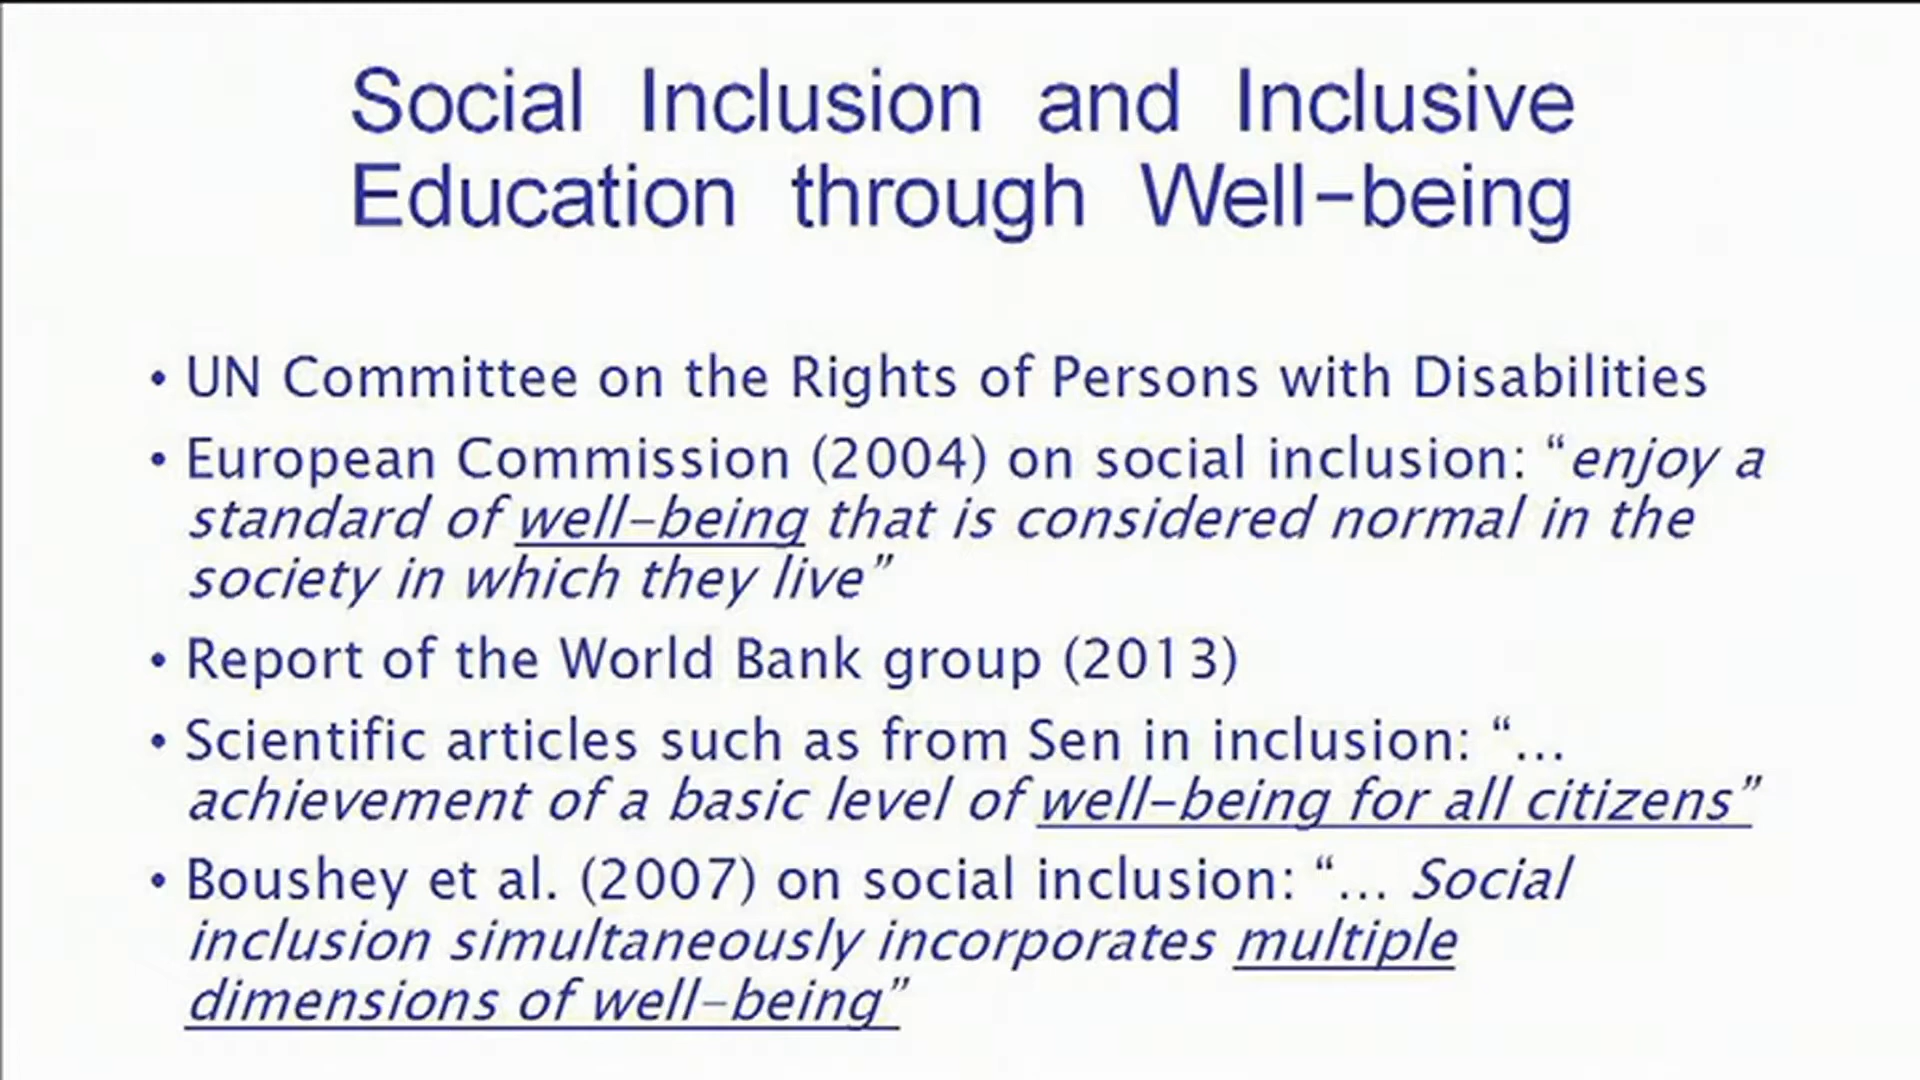 Social Inclusion and Inclusive
Education through Well-being
• UN Committee on the Rights of Persons with Disabilities
• European Commission (2004) on social inclusion: “enjoy a
standard of well-being that is considered normal in the
society in which they live”
• Report of the World Bank group (2013)
• Scientific articles such as from Sen in inclusion: “…
achievement of a basic level of well-being for all citizens”
• Boushey et al. (2007) on social inclusion: “… Social
inclusion simultaneously incorporates multiple
dimensions of well-being”